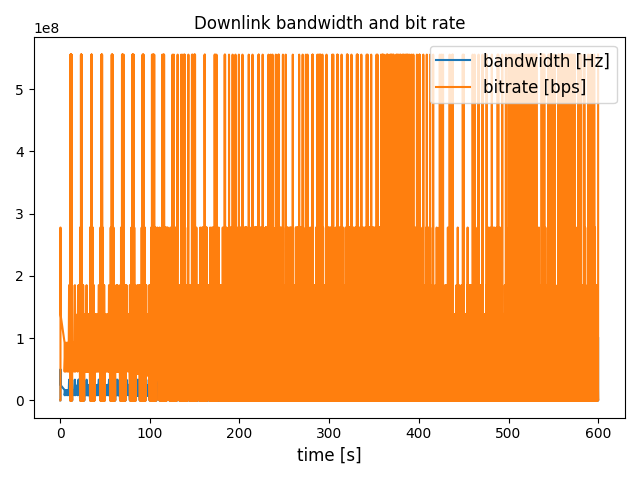 Downlink bandwidth and bit rate
1e8
bandwidth [Hz]
bitrate [bps]
5
4
3
2
1
0
0 100 200 300 400 500 600
time [s]